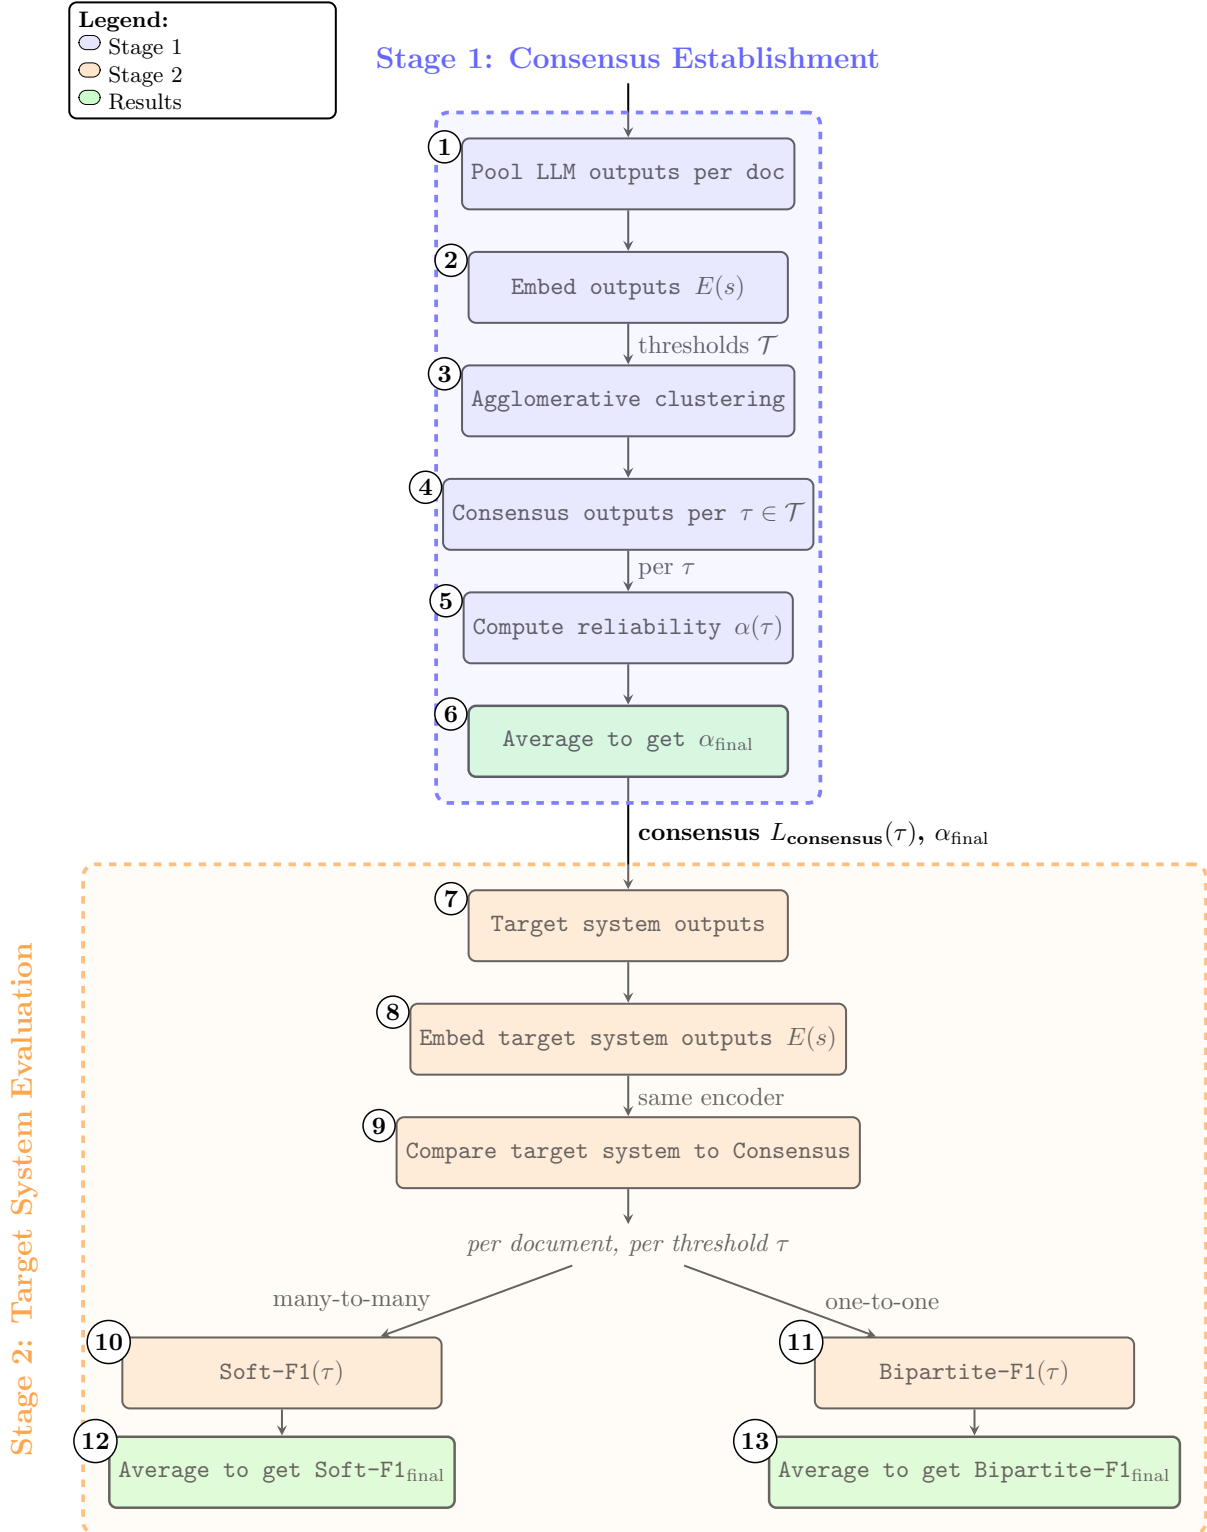 Legend:
Stage 1
Stage 2
Results
Stage 1: Consensus Establishment
1
Pool LLM outputs per doc
2
Embed outputs E(s)
thresholds 𝒯
3
Agglomerative clustering
4
Consensus outputs per τ ∈ 𝒯
per τ
5
Compute reliability α(τ)
6
Average to get α_final
consensus L_consensus(τ), α_final
Stage 2: Target System Evaluation
7
Target system outputs
8
Embed target system outputs E(s)
same encoder
9
Compare target system to Consensus
per document, per threshold τ
many-to-many
one-to-one
10
Soft-F1(τ)
11
Bipartite-F1(τ)
12
Average to get Soft-F1_final
13
Average to get Bipartite-F1_final